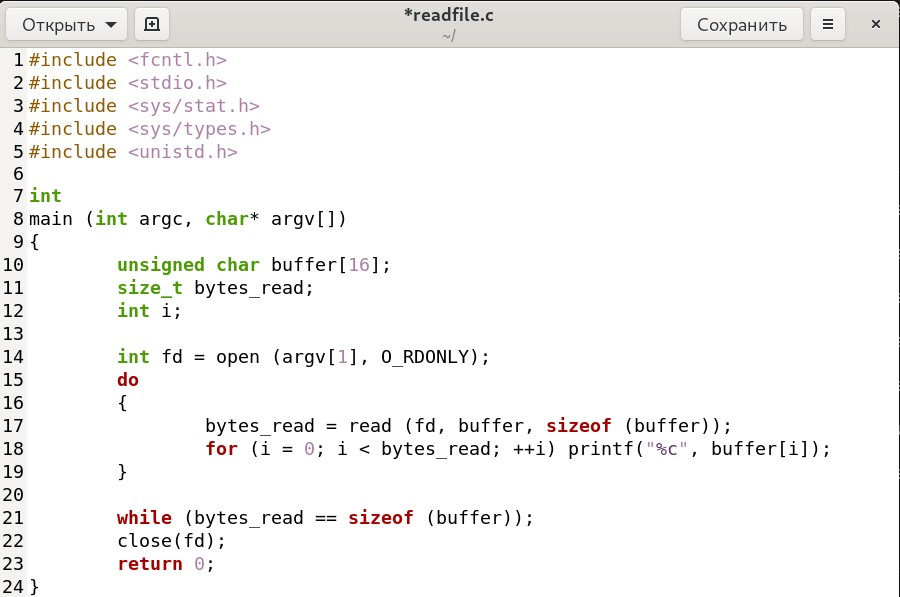 Открыть
*readfile.c
~/
Сохранить
1 #include <fcntl.h>
2 #include <stdio.h>
3 #include <sys/stat.h>
4 #include <sys/types.h>
5 #include <unistd.h>
6
7 int
8 main (int argc, char* argv[])
9 {
10         unsigned char buffer[16];
11         size_t bytes_read;
12         int i;
13
14         int fd = open (argv[1], O_RDONLY);
15         do
16         {
17                 bytes_read = read (fd, buffer, sizeof (buffer));
18                 for (i = 0; i < bytes_read; ++i) printf("%c", buffer[i]);
19         }
20
21         while (bytes_read == sizeof (buffer));
22         close(fd);
23         return 0;
24 }